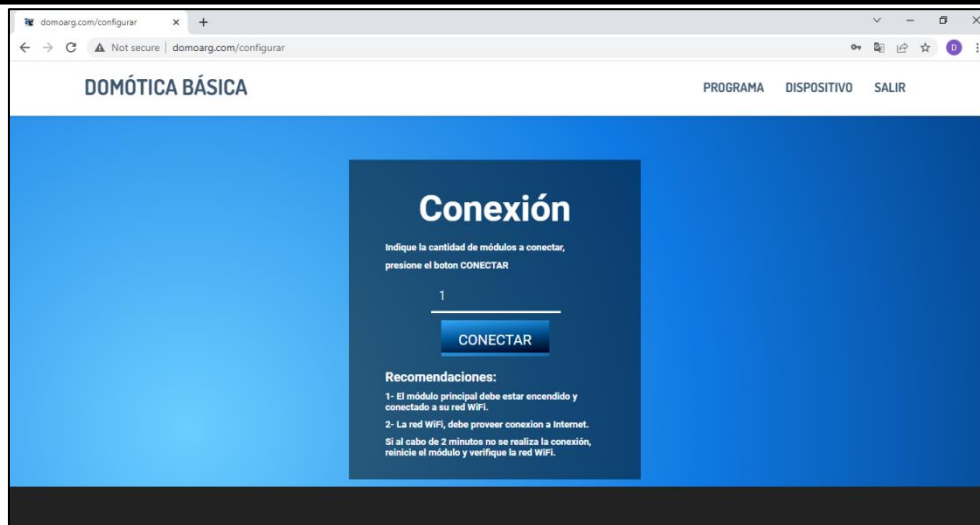 domoarg.com/configurar
Not secure domoarg.com/configurar
D
DOMÓTICA BÁSICA
PROGRAMA DISPOSITIVO SALIR
Conexión
Indique la cantidad de módulos a conectar,
presione el boton CONECTAR
1
CONECTAR
Recomendaciones:
1- El módulo principal debe estar encendido y
conectado a su red WiFi.
2- La red WiFi, debe proveer conexion a Internet.
Si al cabo de 2 minutos no se realiza la conexión,
reinicie el módulo y verifique la red WiFi.